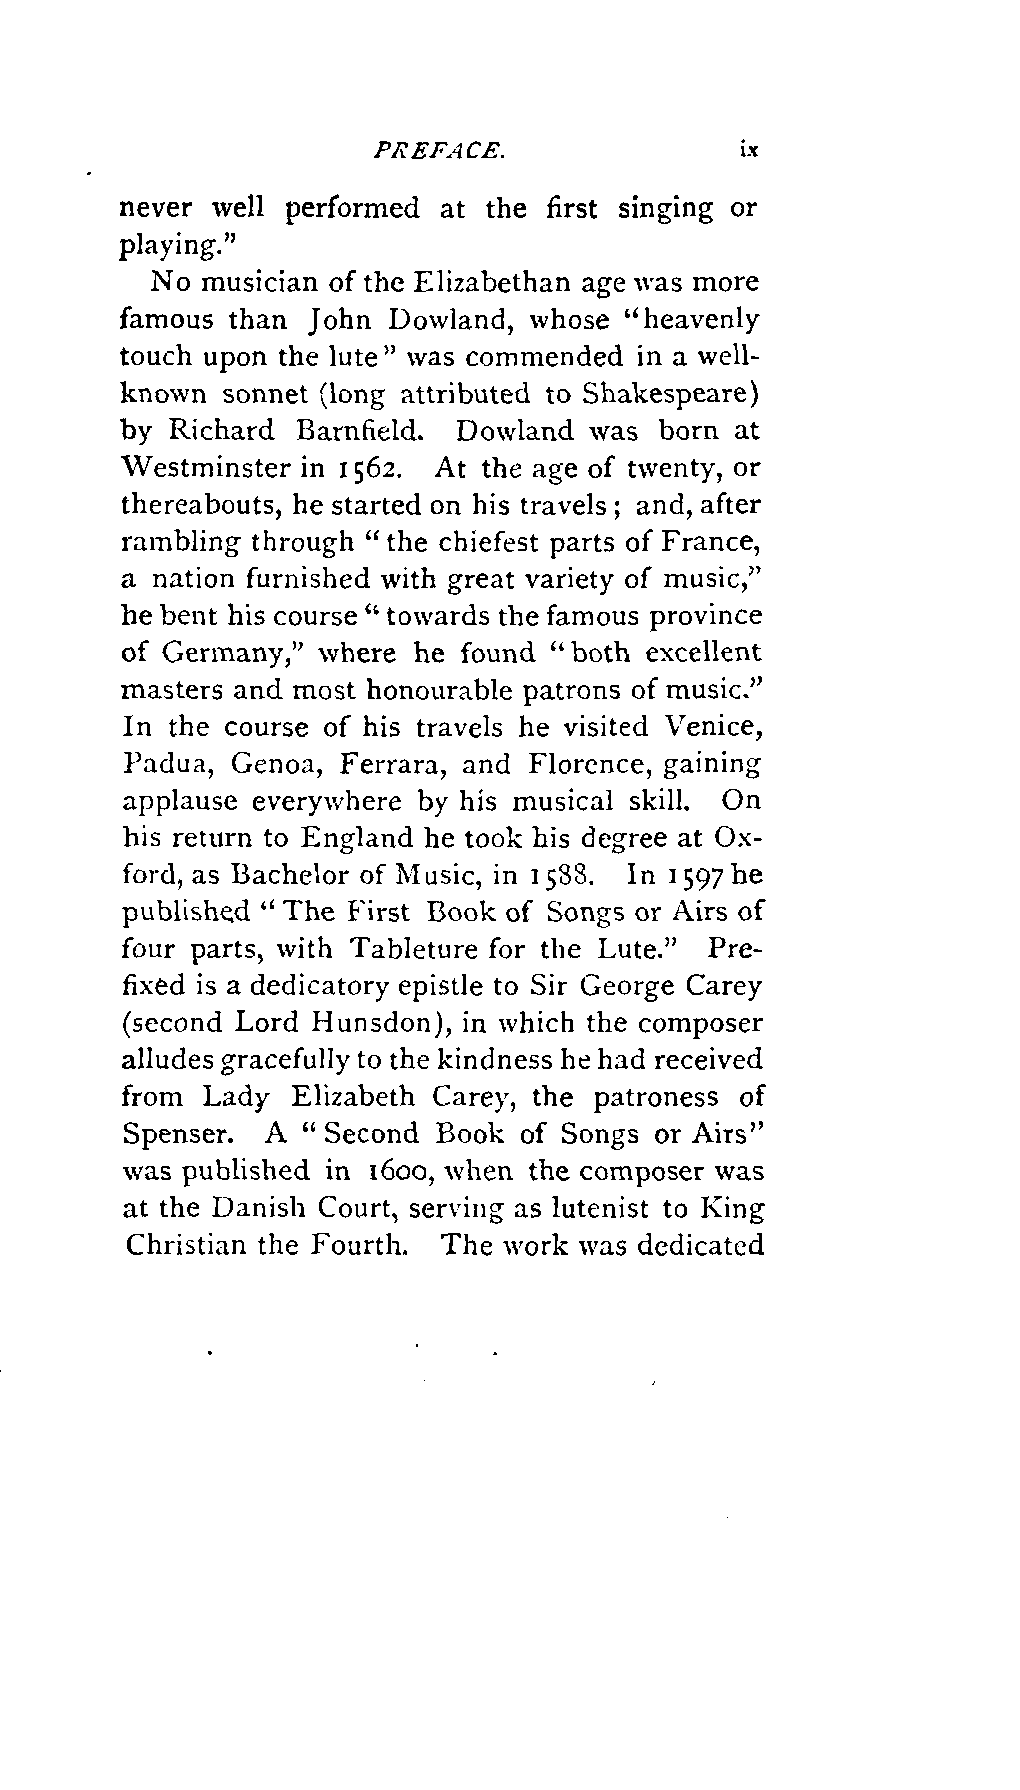 PREFACE. ix
never well performed at the first singing or
playing."
No musician of the Elizabethan age was more
famous than John Dowland, whose "heavenly
touch upon the lute" was commended in a well-
known sonnet (long attributed to Shakespeare)
by Richard Barnfield. Dowland was born at
Westminster in 1562. At the age of twenty, or
thereabouts, he started on his travels; and, after
rambling through "the chiefest parts of France,
a nation furnished with great variety of music,"
he bent his course "towards the famous province
of Germany," where he found "both excellent
masters and most honourable patrons of music."
In the course of his travels he visited Venice,
Padua, Genoa, Ferrara, and Florence, gaining
applause everywhere by his musical skill. On
his return to England he took his degree at Ox-
ford, as Bachelor of Music, in 1588. In 1597 he
published "The First Book of Songs or Airs of
four parts, with Tableture for the Lute." Pre-
fixed is a dedicatory epistle to Sir George Carey
(second Lord Hunsdon), in which the composer
alludes gracefully to the kindness he had received
from Lady Elizabeth Carey, the patroness of
Spenser. A "Second Book of Songs or Airs"
was published in 1600, when the composer was
at the Danish Court, serving as lutenist to King
Christian the Fourth. The work was dedicated